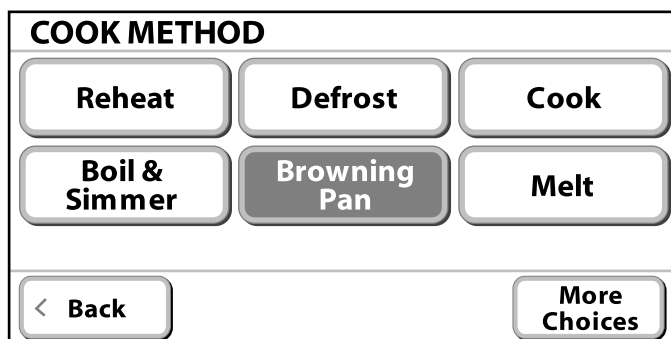 COOK METHOD
Reheat
Defrost
Cook
Boil &
Simmer
Browning
Pan
Melt
< Back
More
Choices